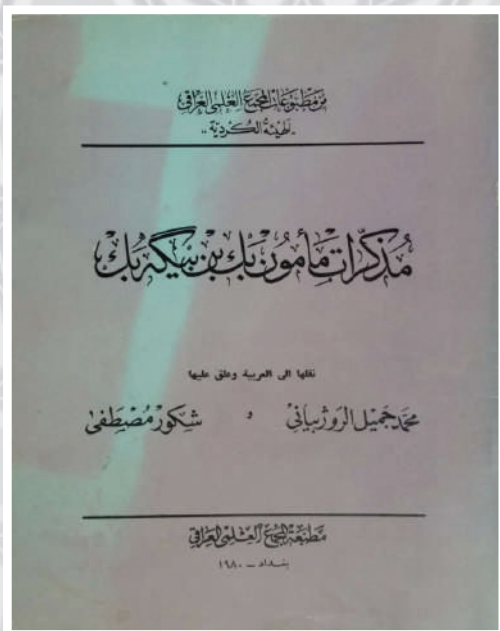 من مطبوعات المجمع العلمي العراقي
"الهيئة الكردية"
مذكرات مأمون بك بن بيگه بك
نقلها الى العربية وعلق عليها
محمد جميل الروژبياني و شكور مصطفى
مطبعة المجمع العلمي العراقي
بغداد - ١٩٨٠